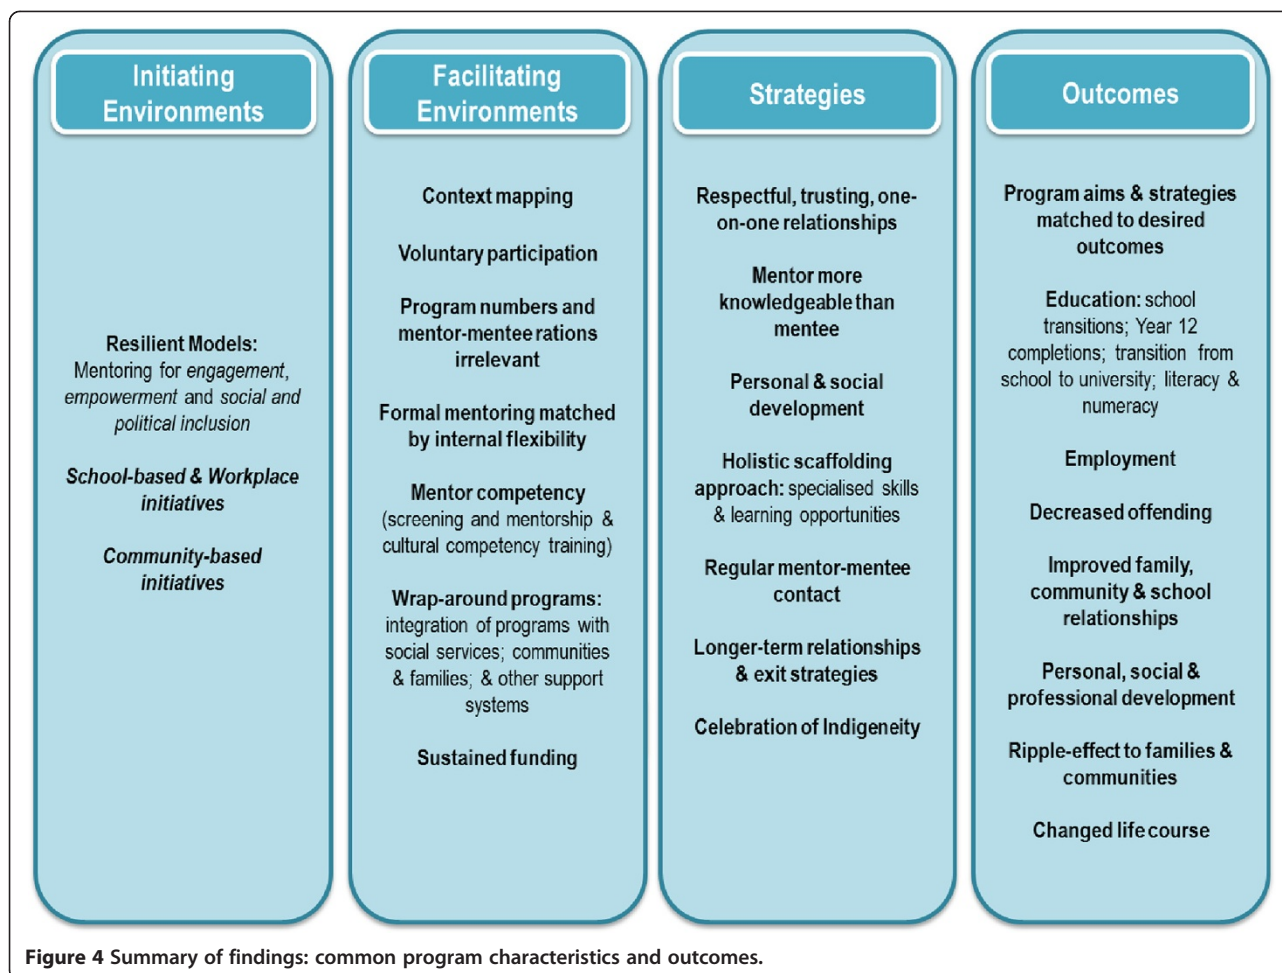 Initiating
Environments
Resilient Models:
Mentoring for engagement,
empowerment and social and
political inclusion
School-based & Workplace
initiatives
Community-based
initiatives
Facilitating
Environments
Context mapping
Voluntary participation
Program numbers and
mentor-mentee rations
irrelevant
Formal mentoring matched
by internal flexibility
Mentor competency
(screening and mentorship &
cultural competency training)
Wrap-around programs:
integration of programs with
social services; communities
& families; & other support
systems
Sustained funding
Strategies
Respectful, trusting, one-
on-one relationships
Mentor more
knowledgeable than
mentee
Personal & social
development
Holistic scaffolding
approach: specialised skills
& learning opportunities
Regular mentor-mentee
contact
Longer-term relationships
& exit strategies
Celebration of Indigeneity
Outcomes
Program aims & strategies
matched to desired
outcomes
Education: school
transitions; Year 12
completions; transition from
school to university; literacy &
numeracy
Employment
Decreased offending
Improved family,
community & school
relationships
Personal, social &
professional development
Ripple-effect to families &
communities
Changed life course
Figure 4 Summary of findings: common program characteristics and outcomes.